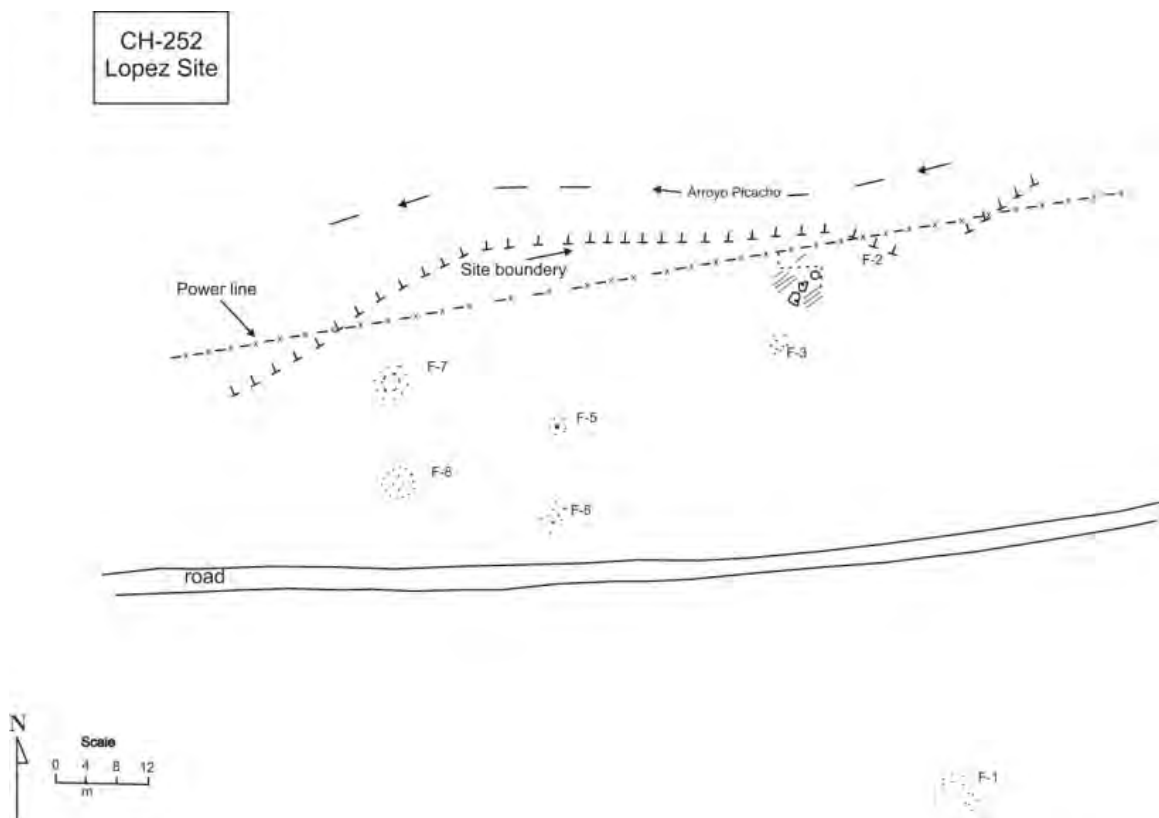 CH-252
Lopez Site
Arroyo Picacho
Site boundery
F-2
Power line
F-3
F-7
F-5
F-6
F-6
road
N
Scale
0 4 8 12
m
F-1